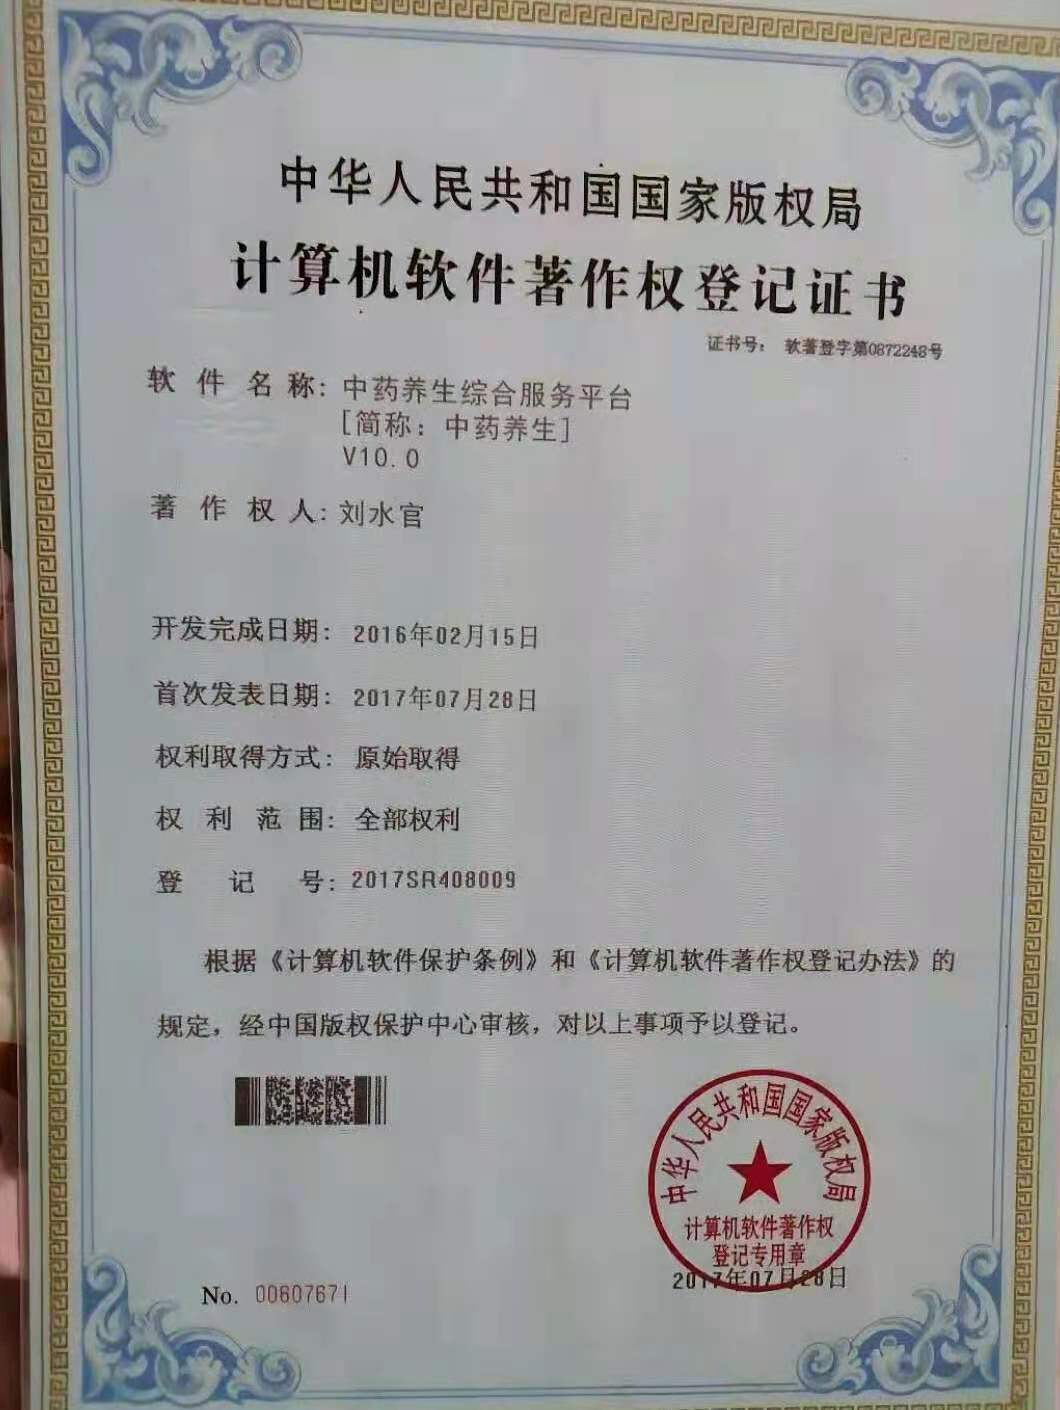 中华人民共和国国家版权局
计算机软件著作权登记证书
证书号： 软著登字第0872248号
软件名称： 中药养生综合服务平台
[简称：中药养生]
V10.0
著作权人： 刘水官
开发完成日期： 2016年02月15日
首次发表日期： 2017年07月28日
权利取得方式： 原始取得
权利范围： 全部权利
登记号： 2017SR408009
根据《计算机软件保护条例》和《计算机软件著作权登记办法》的
规定，经中国版权保护中心审核，对以上事项予以登记。
中华人民共和国国家版权局
计算机软件著作权
登记专用章
2017年07月28日
No. 00607671